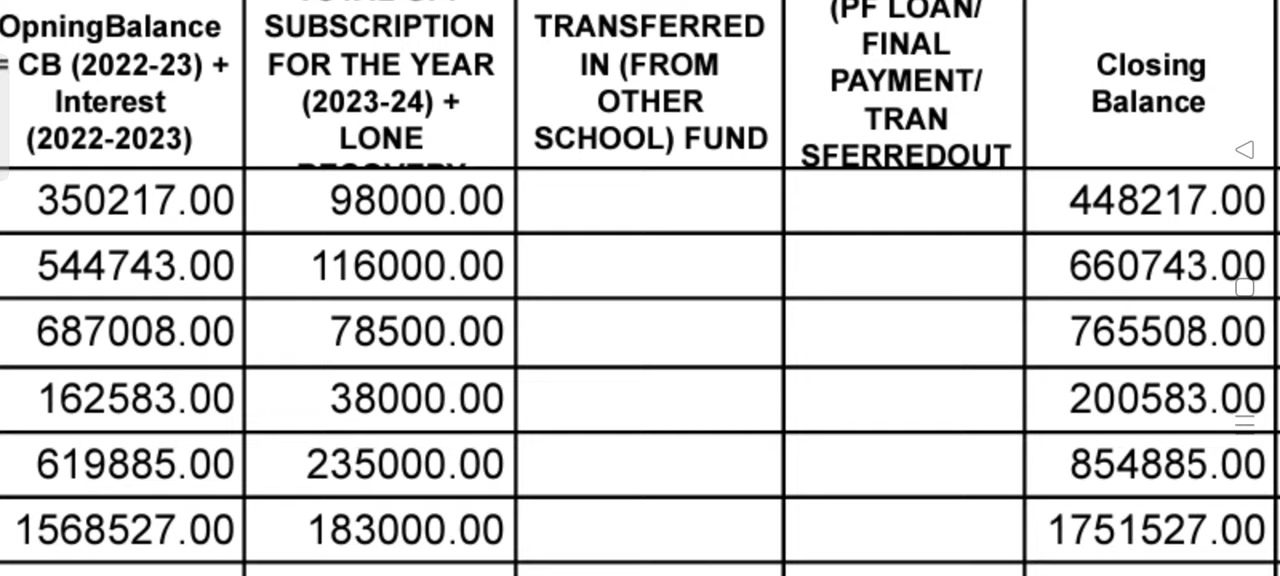 OpningBalance
= CB (2022-23) +
Interest
(2022-2023)
SUBSCRIPTION
FOR THE YEAR
(2023-24) +
LONE
TRANSFERRED
IN (FROM
OTHER
SCHOOL) FUND
(PF LOAN/
FINAL
PAYMENT/
TRAN
SFERREDOUT
Closing
Balance
350217.00 98000.00 448217.00
544743.00 116000.00 660743.00
687008.00 78500.00 765508.00
162583.00 38000.00 200583.00
619885.00 235000.00 854885.00
1568527.00 183000.00 1751527.00